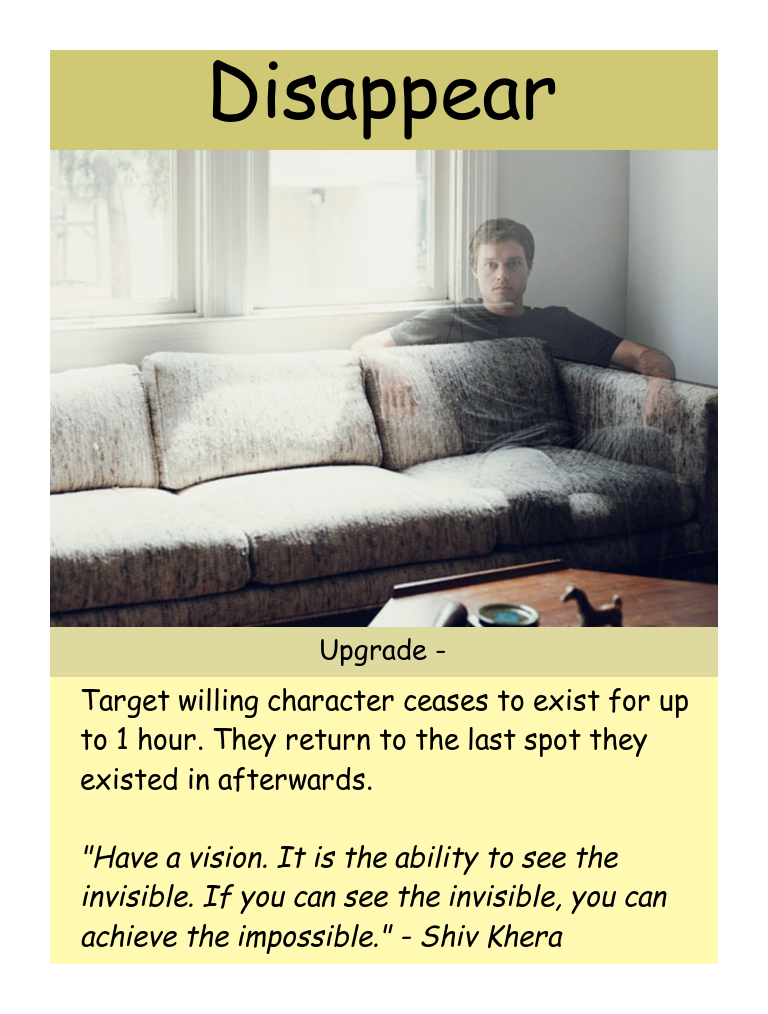 Disappear
Upgrade -
Target willing character ceases to exist for up
to 1 hour. They return to the last spot they
existed in afterwards.
"Have a vision. It is the ability to see the
invisible. If you can see the invisible, you can
achieve the impossible." - Shiv Khera